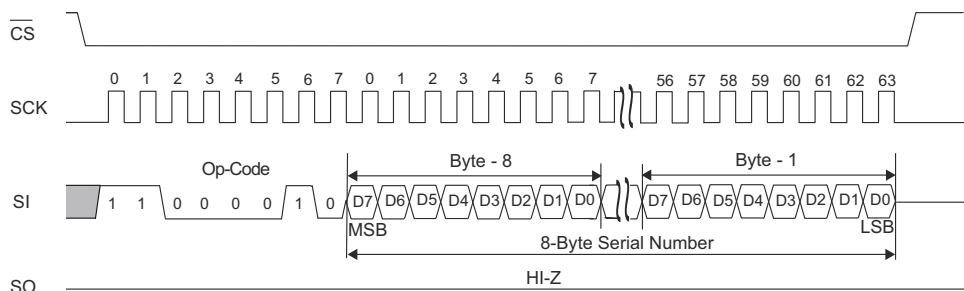 CS
0 1 2 3 4 5 6 7 0 1 2 3 4 5 6 7 56 57 58 59 60 61 62 63
SCK
Op-Code Byte - 8 Byte - 1
SI 1 1 0 0 0 0 1 0 D7 D6 D5 D4 D3 D2 D1 D0 D7 D6 D5 D4 D3 D2 D1 D0
MSB LSB
8-Byte Serial Number
HI-Z
SO